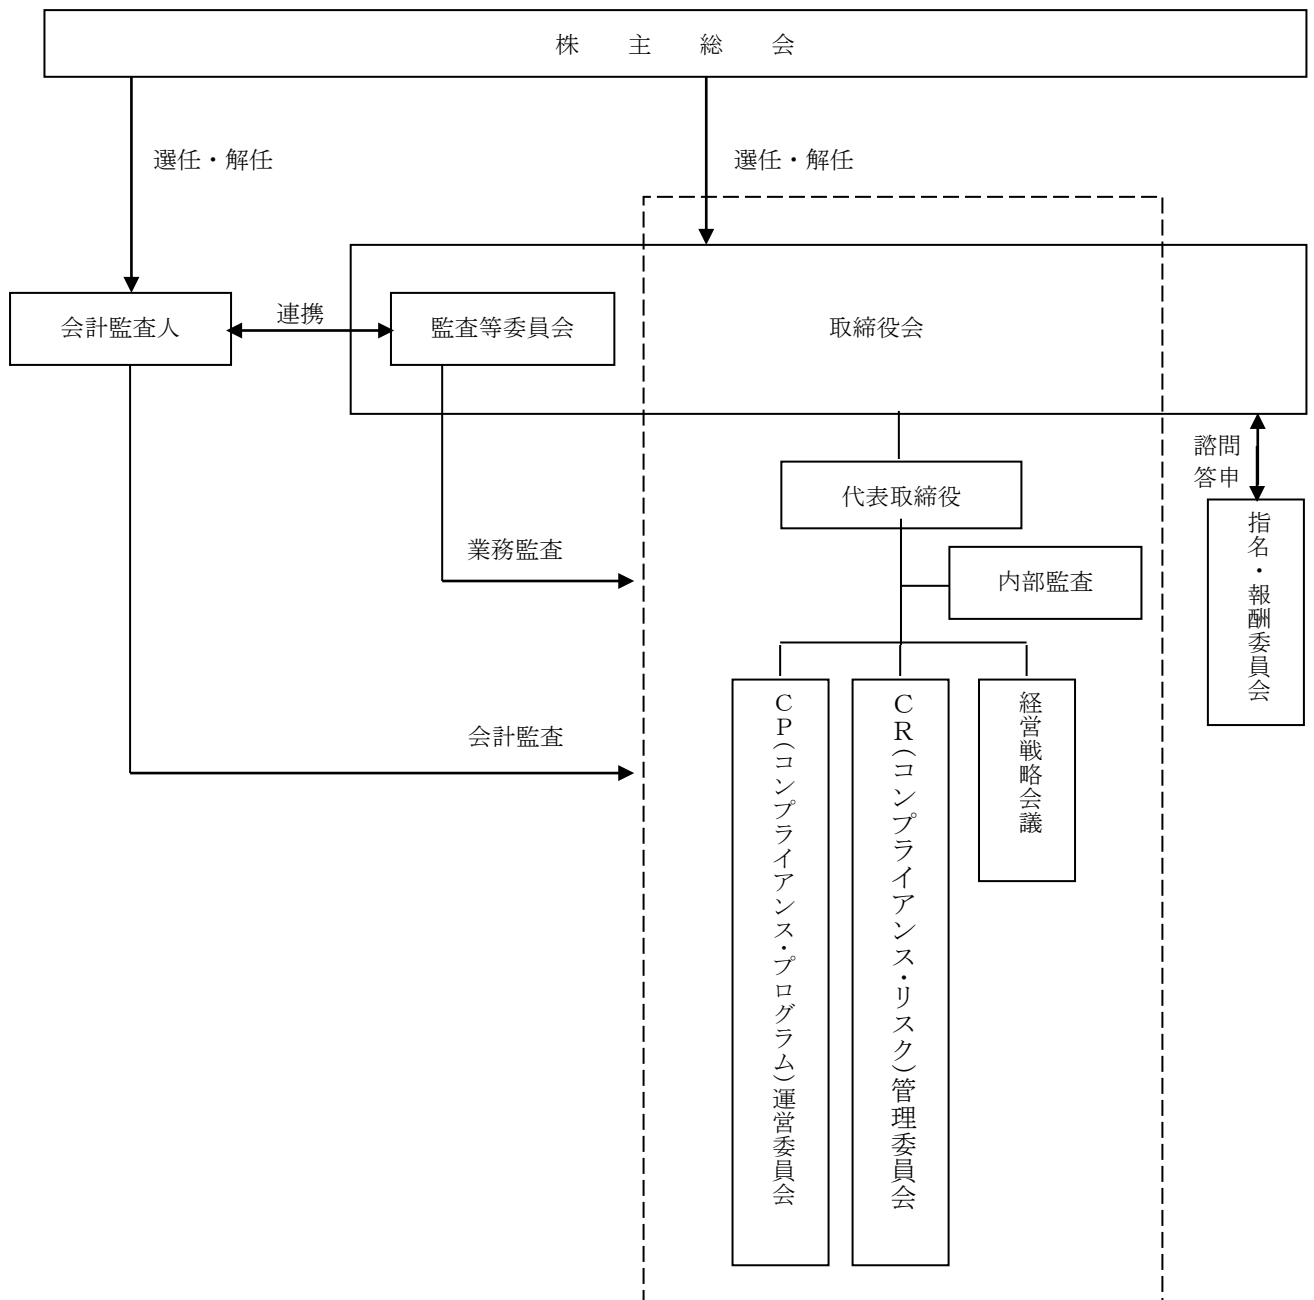 株主総会
選任・解任
選任・解任
会計監査人
連携
監査等委員会
取締役会
諮問
答申
代表取締役
指名・報酬委員会
業務監査
内部監査
会計監査
CP(コンプライアンス・プログラム)運営委員会
CR(コンプライアンス・リスク)管理委員会
経営戦略会議